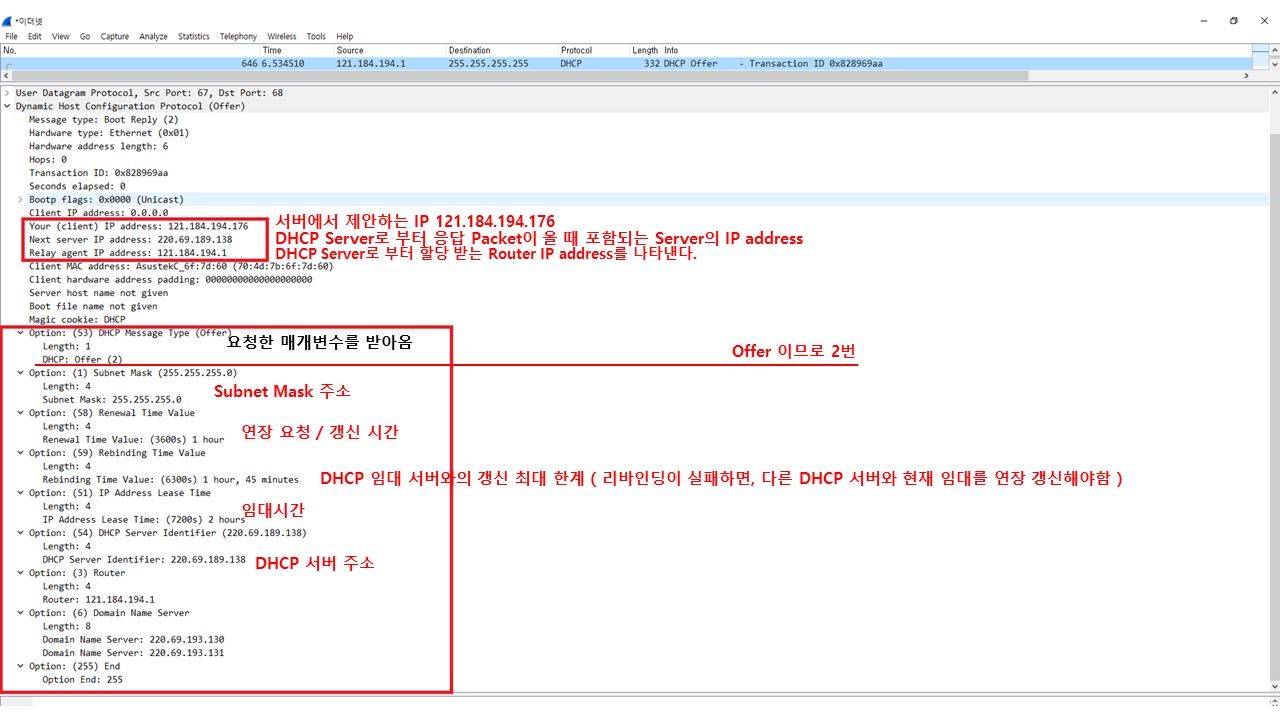 *이더넷
File Edit View Go Capture Analyze Statistics Telephony Wireless Tools Help
No. Time Source Destination Protocol Length Info
646 6.534510 121.184.194.1 255.255.255.255 DHCP 332 DHCP Offer - Transaction ID 0x828969aa
User Datagram Protocol, Src Port: 67, Dst Port: 68
Dynamic Host Configuration Protocol (Offer)
Message type: Boot Reply (2)
Hardware type: Ethernet (0x01)
Hardware address length: 6
Hops: 0
Transaction ID: 0x828969aa
Seconds elapsed: 0
Bootp flags: 0x0000 (Unicast)
Client IP address: 0.0.0.0
Your (client) IP address: 121.184.194.176 서버에서 제안하는 IP 121.184.194.176
Next server IP address: 220.69.189.138 DHCP Server로 부터 응답 Packet이 올 때 포함되는 Server의 IP address
Relay agent IP address: 121.184.194.1 DHCP Server로 부터 할당 받는 Router IP address를 나타낸다.
Client MAC address: AsustekC_6f:7d:60 (70:4d:7b:6f:7d:60)
Client hardware address padding: 00000000000000000000
Server host name not given
Boot file name not given
Magic cookie: DHCP
Option: (53) DHCP Message Type (Offer)
요청한 매개변수를 받아옴
Length: 1
Offer 이므로 2번
DHCP: Offer (2)
Option: (1) Subnet Mask (255.255.255.0)
Length: 4
Subnet Mask 주소
Subnet Mask: 255.255.255.0
Option: (58) Renewal Time Value
Length: 4
연장 요청 / 갱신 시간
Renewal Time Value: (3600s) 1 hour
Option: (59) Rebinding Time Value
Length: 4
Rebinding Time Value: (6300s) 1 hour, 45 minutes DHCP 임대 서버와의 갱신 최대 한계 ( 리바인딩이 실패하면, 다른 DHCP 서버와 현재 임대를 연장 갱신해야함 )
Option: (51) IP Address Lease Time
Length: 4
임대시간
IP Address Lease Time: (7200s) 2 hours
Option: (54) DHCP Server Identifier (220.69.189.138)
Length: 4
DHCP Server Identifier: 220.69.189.138 DHCP 서버 주소
Option: (3) Router
Length: 4
Router: 121.184.194.1
Option: (6) Domain Name Server
Length: 8
Domain Name Server: 220.69.193.130
Domain Name Server: 220.69.193.131
Option: (255) End
Option End: 255